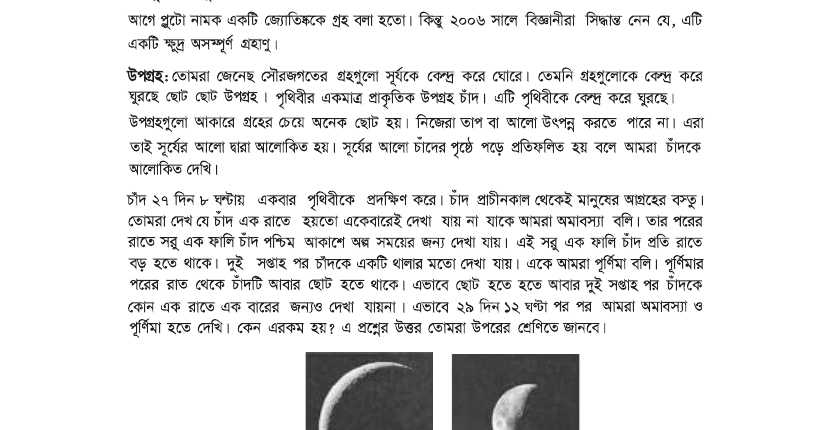 আগে প্লুটো নামক একটি জ্যোতিষ্ককে গ্রহ বলা হতো। কিন্তু ২০০৬ সালে বিজ্ঞানীরা সিদ্ধান্ত নেন যে, এটি
একটি ক্ষুদ্র অসম্পূর্ণ গ্রহাণু।
উপগ্রহ: তোমরা জেনেছ সৌরজগতের গ্রহগুলো সূর্যকে কেন্দ্র করে ঘোরে। তেমনি গ্রহগুলোকে কেন্দ্র করে
ঘুরছে ছোট ছোট উপগ্রহ । পৃথিবীর একমাত্র প্রাকৃতিক উপগ্রহ চাঁদ। এটি পৃথিবীকে কেন্দ্র করে ঘুরছে।
উপগ্রহগুলো আকারে গ্রহের চেয়ে অনেক ছোট হয়। নিজেরা তাপ বা আলো উৎপন্ন করতে পারে না। এরা
তাই সূর্যের আলো দ্বারা আলোকিত হয়। সূর্যের আলো চাঁদের পৃষ্ঠে পড়ে প্রতিফলিত হয় বলে আমরা চাঁদকে
আলোকিত দেখি।
চাঁদ ২৭ দিন ৮ ঘন্টায় একবার পৃথিবীকে প্রদক্ষিণ করে। চাঁদ প্রাচীনকাল থেকেই মানুষের আগ্রহের বস্তু।
তোমরা দেখ যে চাঁদ এক রাতে হয়তো একেবারেই দেখা যায় না যাকে আমরা অমাবস্যা বলি। তার পরের
রাতে সরু এক ফালি চাঁদ পশ্চিম আকাশে অল্প সময়ের জন্য দেখা যায়। এই সরু এক ফালি চাঁদ প্রতি রাতে
বড় হতে থাকে। দুই সপ্তাহ পর চাঁদকে একটি থালার মতো দেখা যায়। একে আমরা পূর্ণিমা বলি। পূর্ণিমার
পরের রাত থেকে চাঁদটি আবার ছোট হতে থাকে। এভাবে ছোট হতে হতে আবার দুই সপ্তাহ পর চাঁদকে
কোন এক রাতে এক বারের জন্যও দেখা যায়না । এভাবে ২৯ দিন ১২ ঘণ্টা পর পর আমরা অমাবস্যা ও
পূর্ণিমা হতে দেখি। কেন এরকম হয়? এ প্রশ্নের উত্তর তোমরা উপরের শ্রেণিতে জানবে।